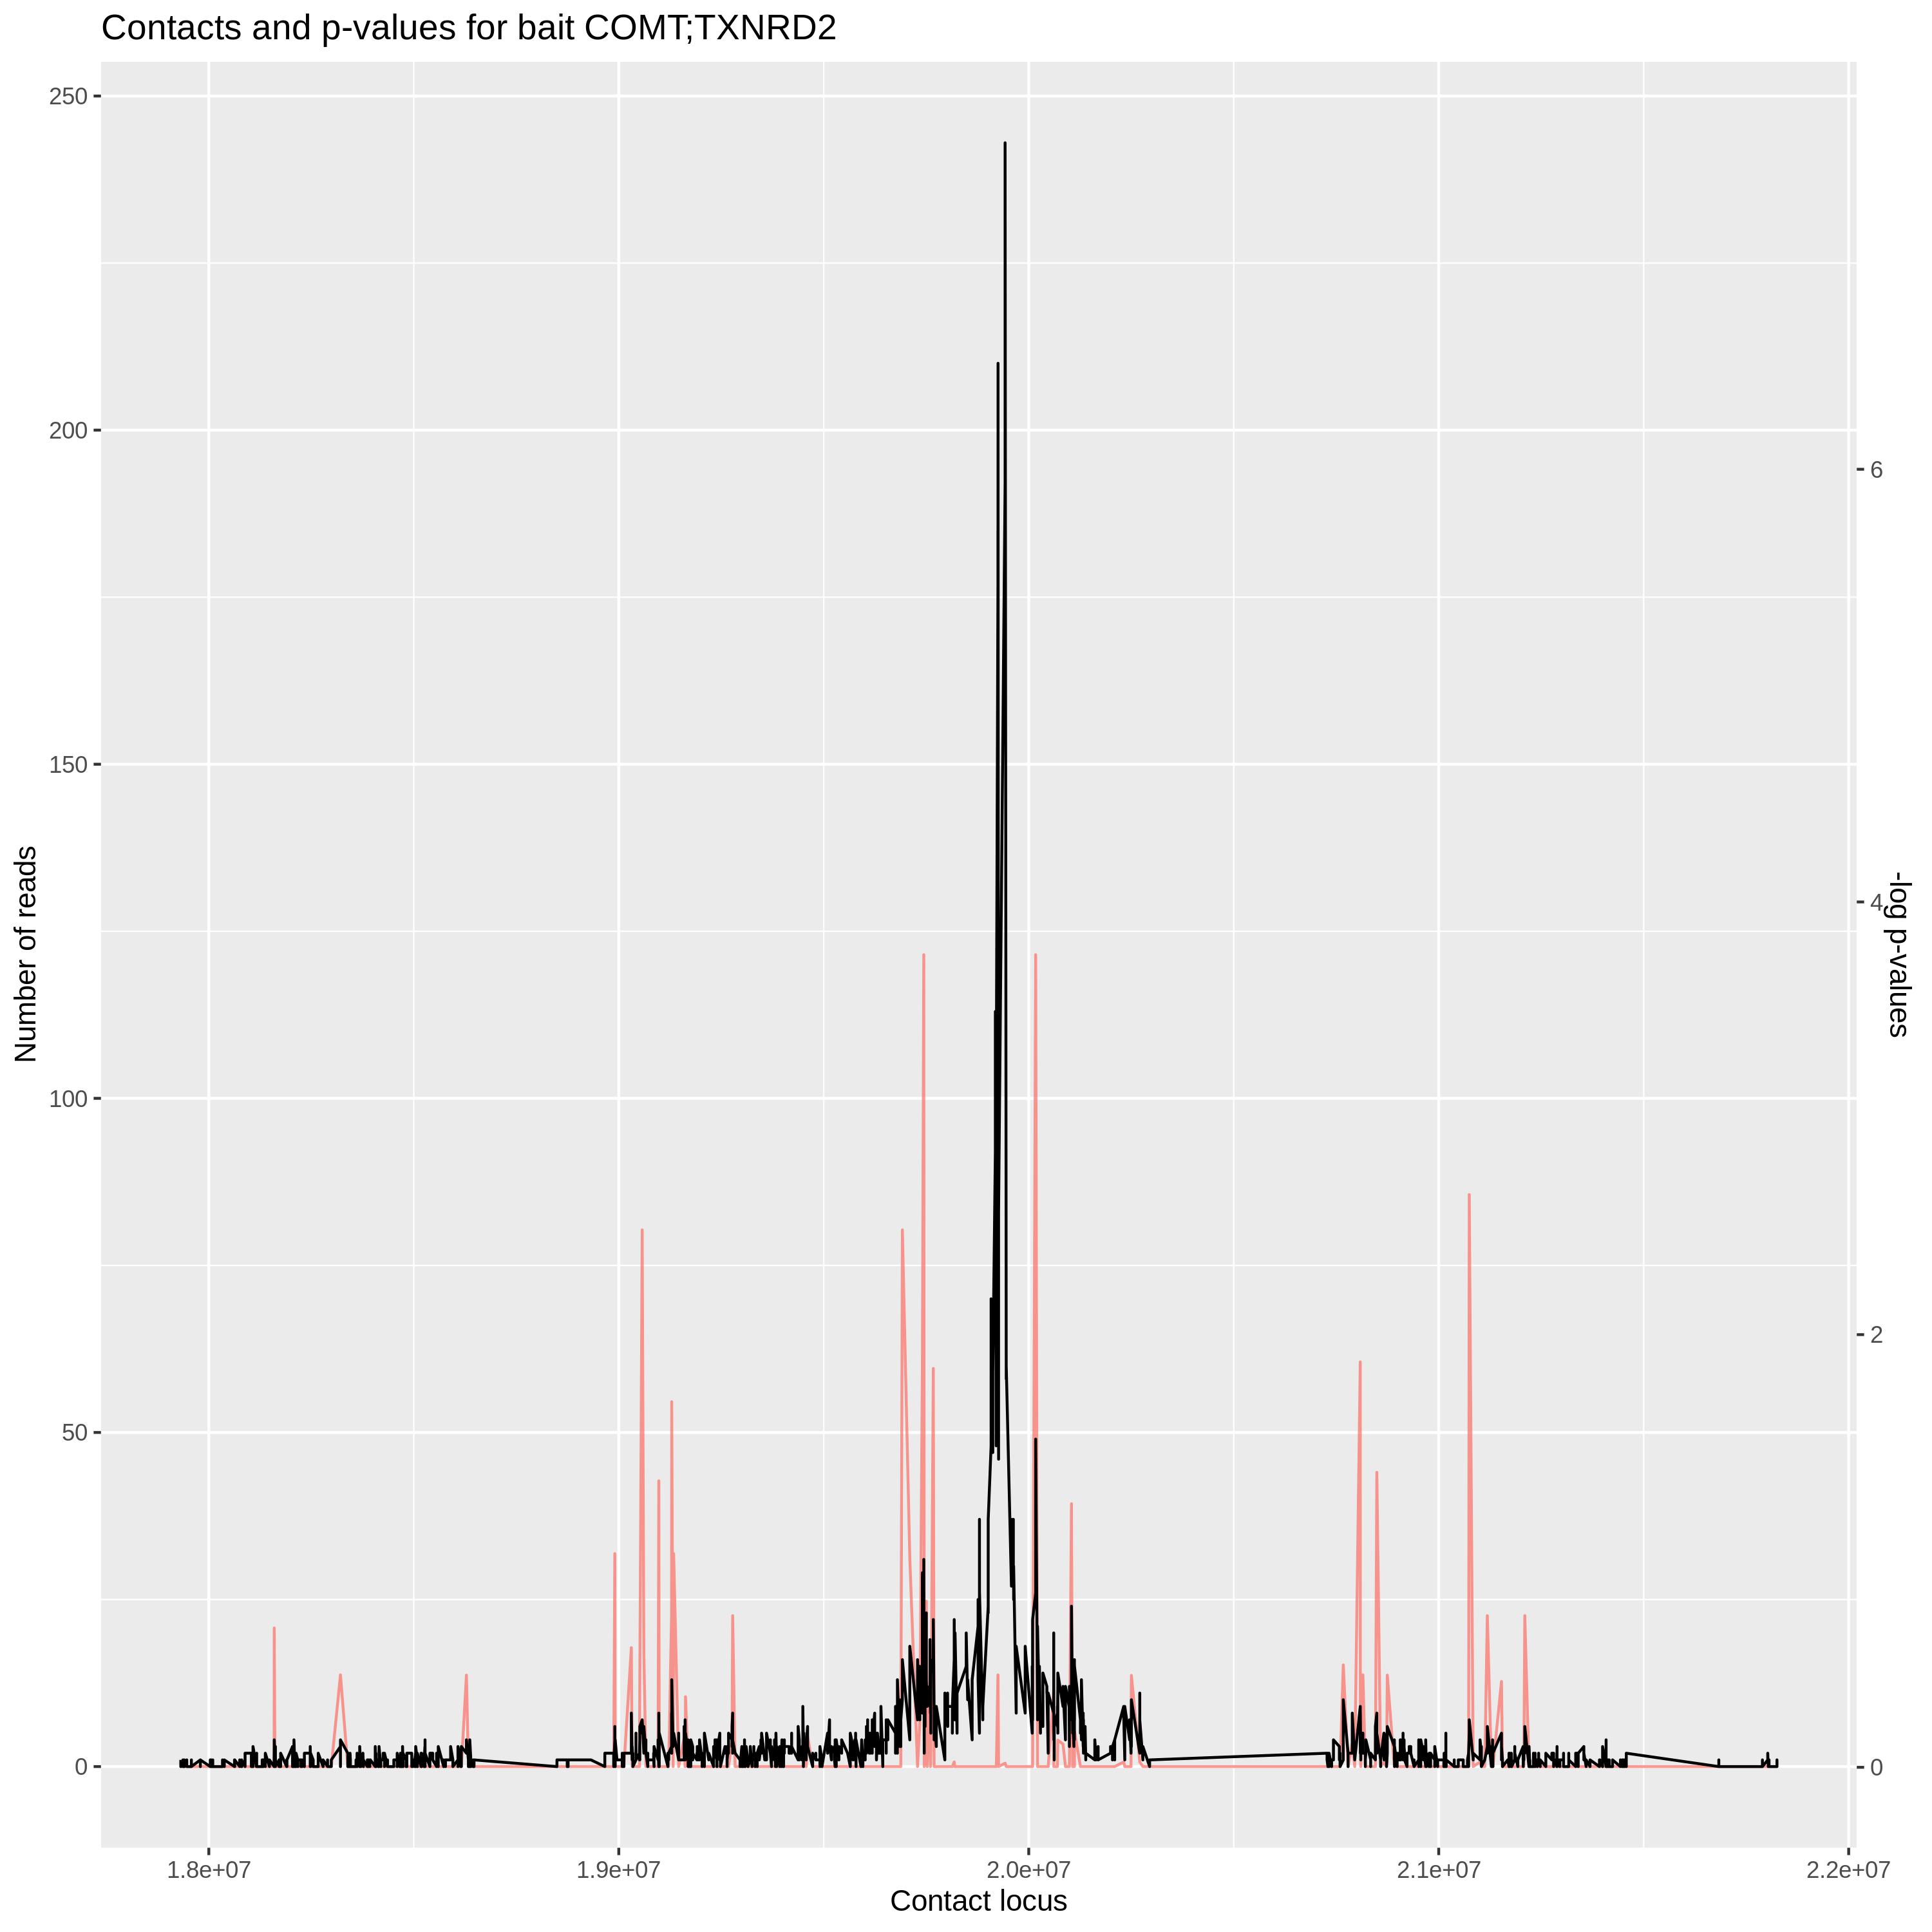 Contacts and p-values for bait COMT;TXNRD2
250
200
150
100
50
0
Number of reads
6
4
2
0
-log p-values
1.8e+07
1.9e+07
2.0e+07
2.1e+07
2.2e+07
Contact locus